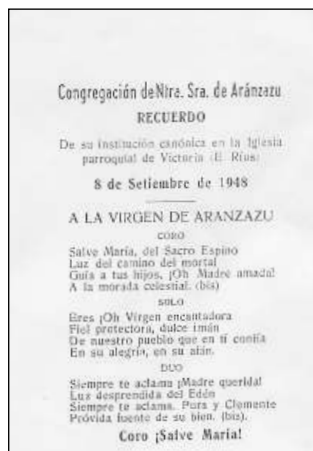 Congregación de Ntra. Sra. de Aránzazu
RECUERDO
De su institución canónica en la Iglesia
parroquial de Victoria (E. Ríos)
8 de Setiembre de 1948
A LA VIRGEN DE ARANZAZU
CORO
Salve María, del Sacro Espino
Luz del camino del mortal
Guía a tus hijos, ¡Oh Madre amada!
A la morada celestial. (bis)
SOLO
Eres ¡Oh Virgen encantadora
Fiel protectora, dulce imán
De nuestro pueblo que en tí confía
En su alegría, en su afán.
DUO
Siempre te aclama ¡Madre querida!
Luz desprendida del Edén
Siempre te aclama. Pura y Clemente
Próvida fuente de su bien. (bis).
Coro ¡Salve María!